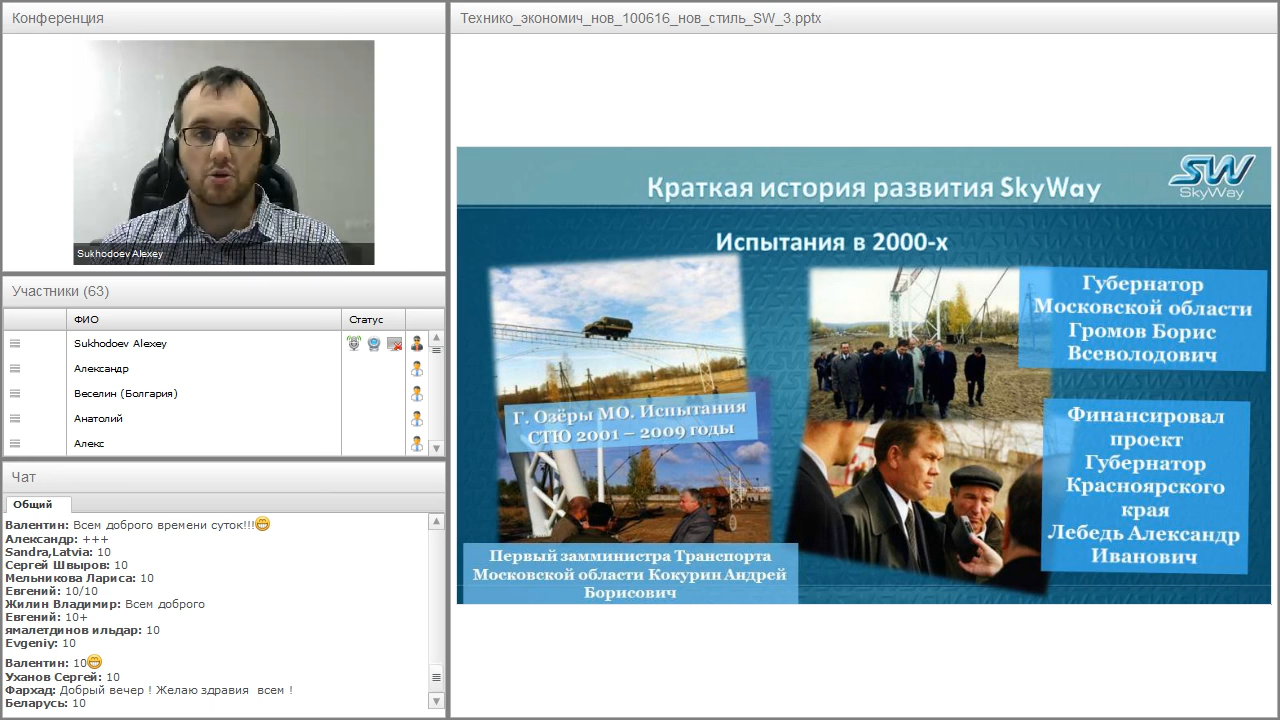 Конференция
Sukhodoev Alexey
Участники (63)
ФИО
Статус
Sukhodoev Alexey
Александр
Веселин (Болгария)
Анатолий
Алекс
Чат
Общий
Валентин: Всем доброго времени суток!!!
Александр: +++
Sandra,Latvia: 10
Сергей Швыров: 10
Мельникова Лариса: 10
Евгений: 10/10
Жилин Владимир: Всем доброго
Евгений: 10+
ямалетдинов ильдар: 10
Evgeniy: 10
Валентин: 10
Уханов Сергей: 10
Фархад: Добрый вечер ! Желаю здравия всем !
Беларусь: 10
Технико_экономич_нов_100616_нов_стиль_SW_3.pptx
Краткая история развития SkyWay
SW
SkyWay
Испытания в 2000-х
Г. Озёры МО. Испытания
СТЮ 2001 – 2009 годы
Первый замминистра Транспорта
Московской области Кокурин Андрей
Борисович
Губернатор
Московской области
Громов Борис
Всеволодович
Финансировал
проект
Губернатор
Красноярского
края
Лебедь Александр
Иванович